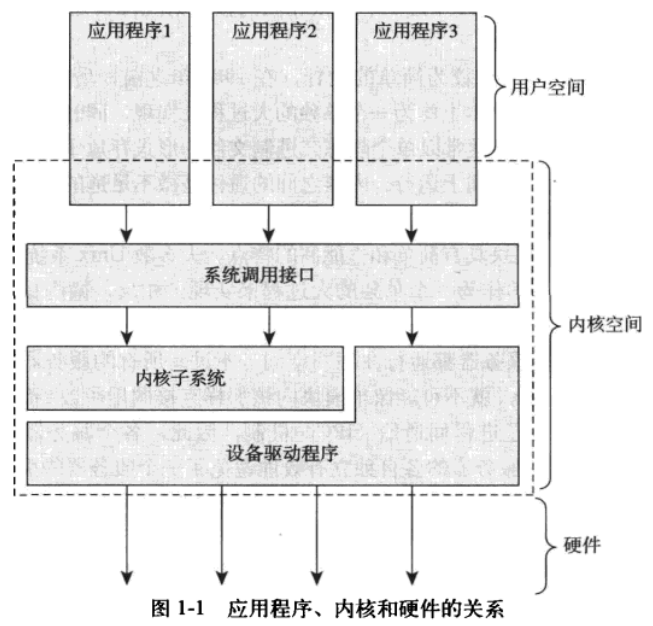 应用程序1
应用程序2
应用程序3
用户空间
系统调用接口
内核空间
内核子系统
设备驱动程序
硬件
图 1-1 应用程序、内核和硬件的关系